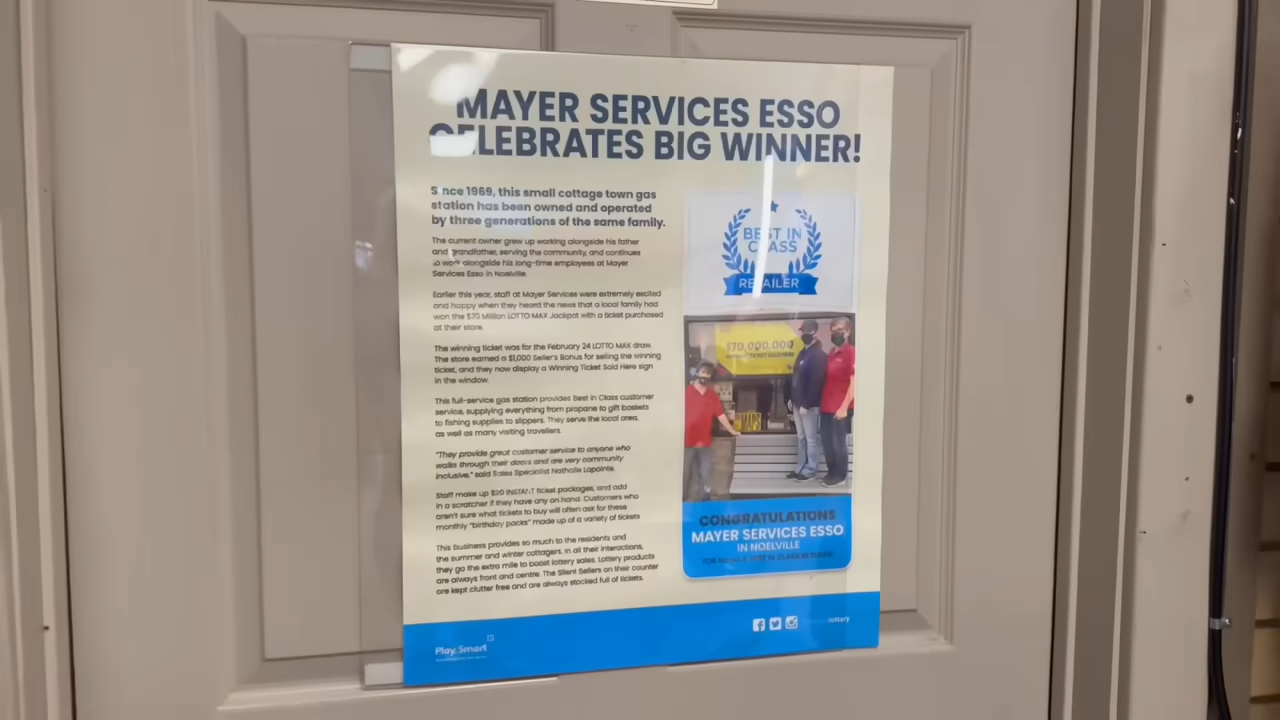 MAYER SERVICES ESSO
CELEBRATES BIG WINNER!
Since 1969, this small cottage town gas
station has been owned and operated
by three generations of the same family.
The current owner grew up working alongside his father
and grandfather, serving the community, and continues
to work alongside his long-time employees at Mayer
Services Esso in Noelville.
Earlier this year, staff at Mayer Services were extremely excited
and happy when they heard the news that a local family had
won the $70 Million LOTTO MAX Jackpot with a ticket purchased
at their store.
The winning ticket was for the February 24 LOTTO MAX draw.
The store earned a $1,000 Seller's Bonus for selling the winning
ticket, and they now display a Winning Ticket Sold Here sign
in the window.
This full-service gas station provides Best in Class customer
service, supplying everything from propane to gift baskets
to fishing supplies to slippers. They serve the local area,
as well as many visiting travellers.
"They provide great customer service to anyone who
walks through their doors and are very community
inclusive," said Sales Specialist Nathalie Lapointe.
Staff make up $20 INSTANT ticket packages, and add
in a scratcher if they have any on hand. Customers who
aren't sure what tickets to buy will often ask for these
monthly "birthday packs" made up of a variety of tickets
This business provides so much to the residents and
the summer and winter cottagers. In all their interactions,
they go the extra mile to boost lottery sales. Lottery products
are always front and centre. The Silent Sellers on their counter
are kept clutter free and are always stocked full of tickets.
BEST IN
CLASS
RETAILER
$70,000,000
WINNING TICKET SOLD HERE
MAPS
CONGRATULATIONS
MAYER SERVICES ESSO
IN NOELVILLE
IN CLASS RETAILER
Play Smart
lottery